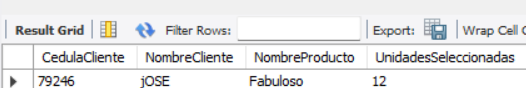 Result Grid Filter Rows: Export: Wrap Cell
CedulaCliente NombreCliente NombreProducto UnidadesSeleccionadas
79246 jOSE Fabuloso 12